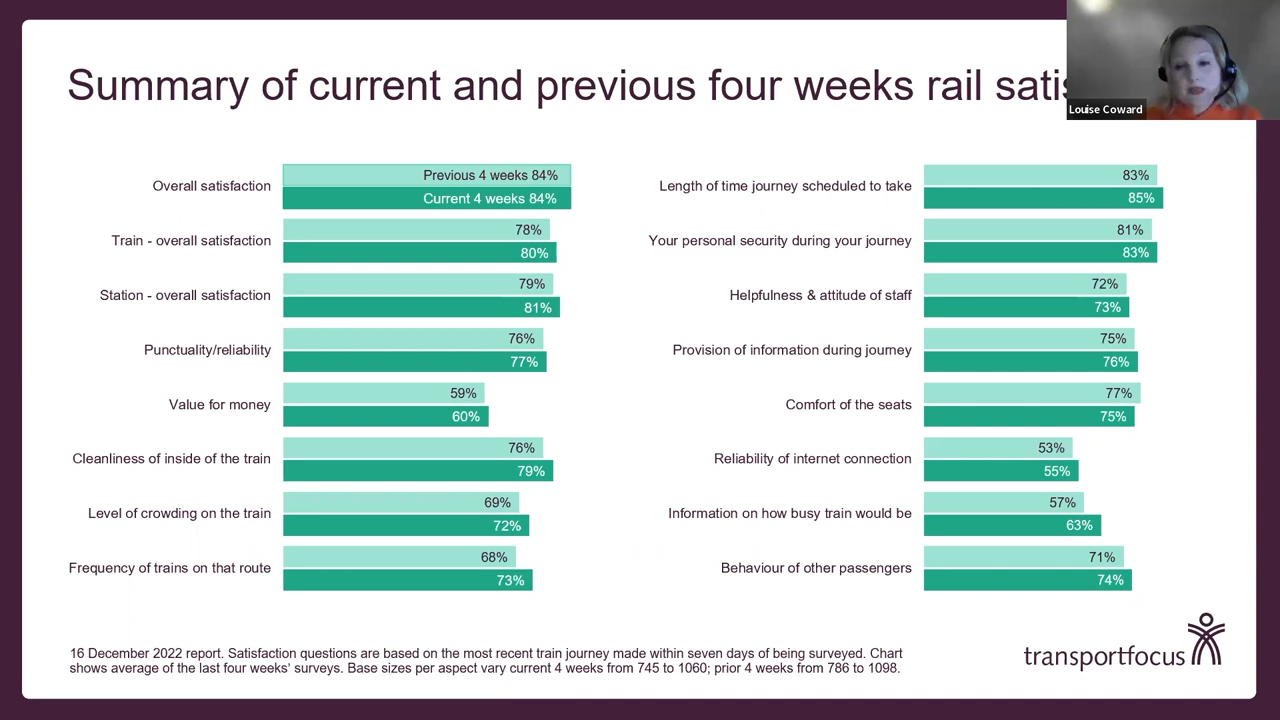 Summary of current and previous four weeks rail satis
Louise Coward
Overall satisfaction
Previous 4 weeks 84%
Current 4 weeks 84%
Train - overall satisfaction
78%
80%
Station - overall satisfaction
79%
81%
Punctuality/reliability
76%
77%
Value for money
59%
60%
Cleanliness of inside of the train
76%
79%
Level of crowding on the train
69%
72%
Frequency of trains on that route
68%
73%
Length of time journey scheduled to take
83%
85%
Your personal security during your journey
81%
83%
Helpfulness & attitude of staff
72%
73%
Provision of information during journey
75%
76%
Comfort of the seats
77%
75%
Reliability of internet connection
53%
55%
Information on how busy train would be
57%
63%
Behaviour of other passengers
71%
74%
16 December 2022 report. Satisfaction questions are based on the most recent train journey made within seven days of being surveyed. Chart
shows average of the last four weeks' surveys. Base sizes per aspect vary current 4 weeks from 745 to 1060; prior 4 weeks from 786 to 1098.
transportfocus